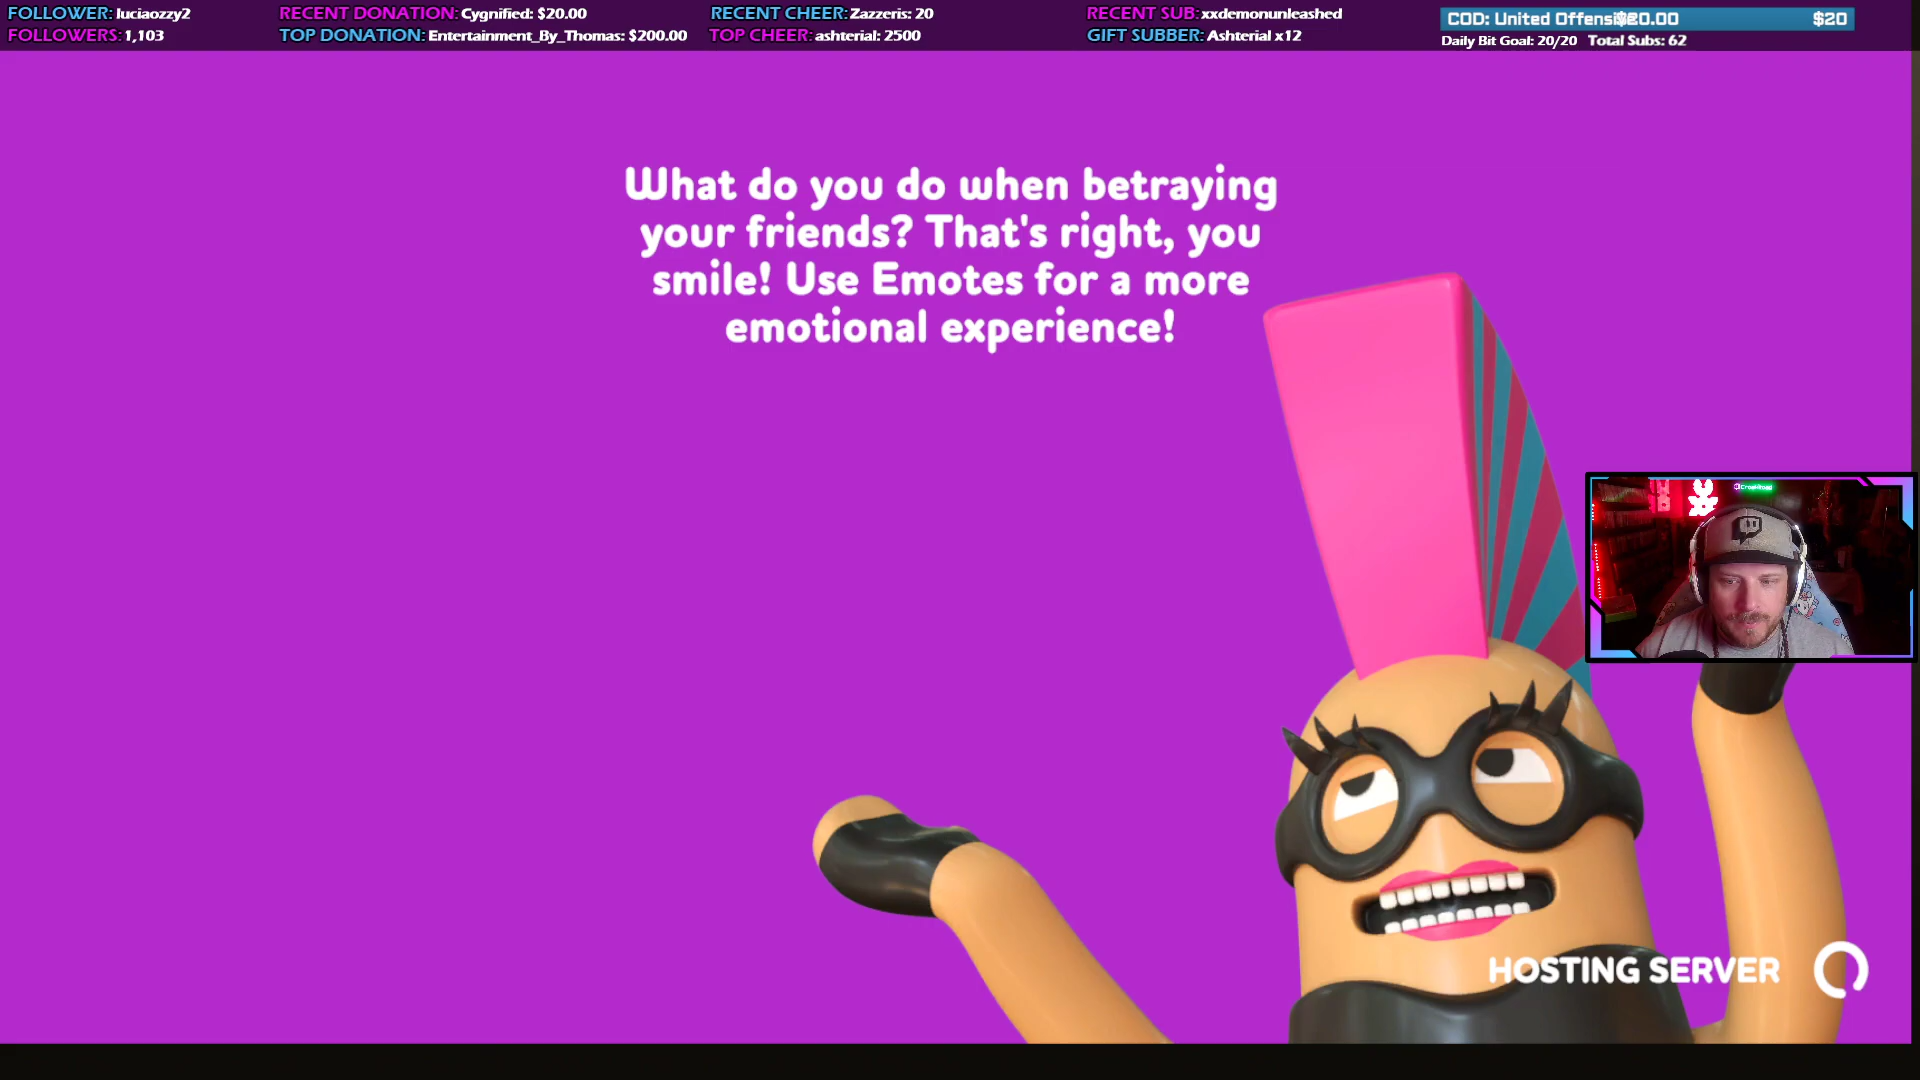 FOLLOWER: luciaozzy2
FOLLOWERS: 1,103
RECENT DONATION: Cygnified: $20.00
TOP DONATION: Entertainment_By_Thomas: $200.00
RECENT CHEER: Zazzeris: 20
TOP CHEER: ashterial: 2500
RECENT SUB: xxdemonunleashed
GIFT SUBBER: Ashterial x12
COD: United Offensi $20
Daily Bit Goal: 20/20 Total Subs: 62
What do you do when betraying
your friends? That's right, you
smile! Use Emotes for a more
emotional experience!
HOSTING SERVER